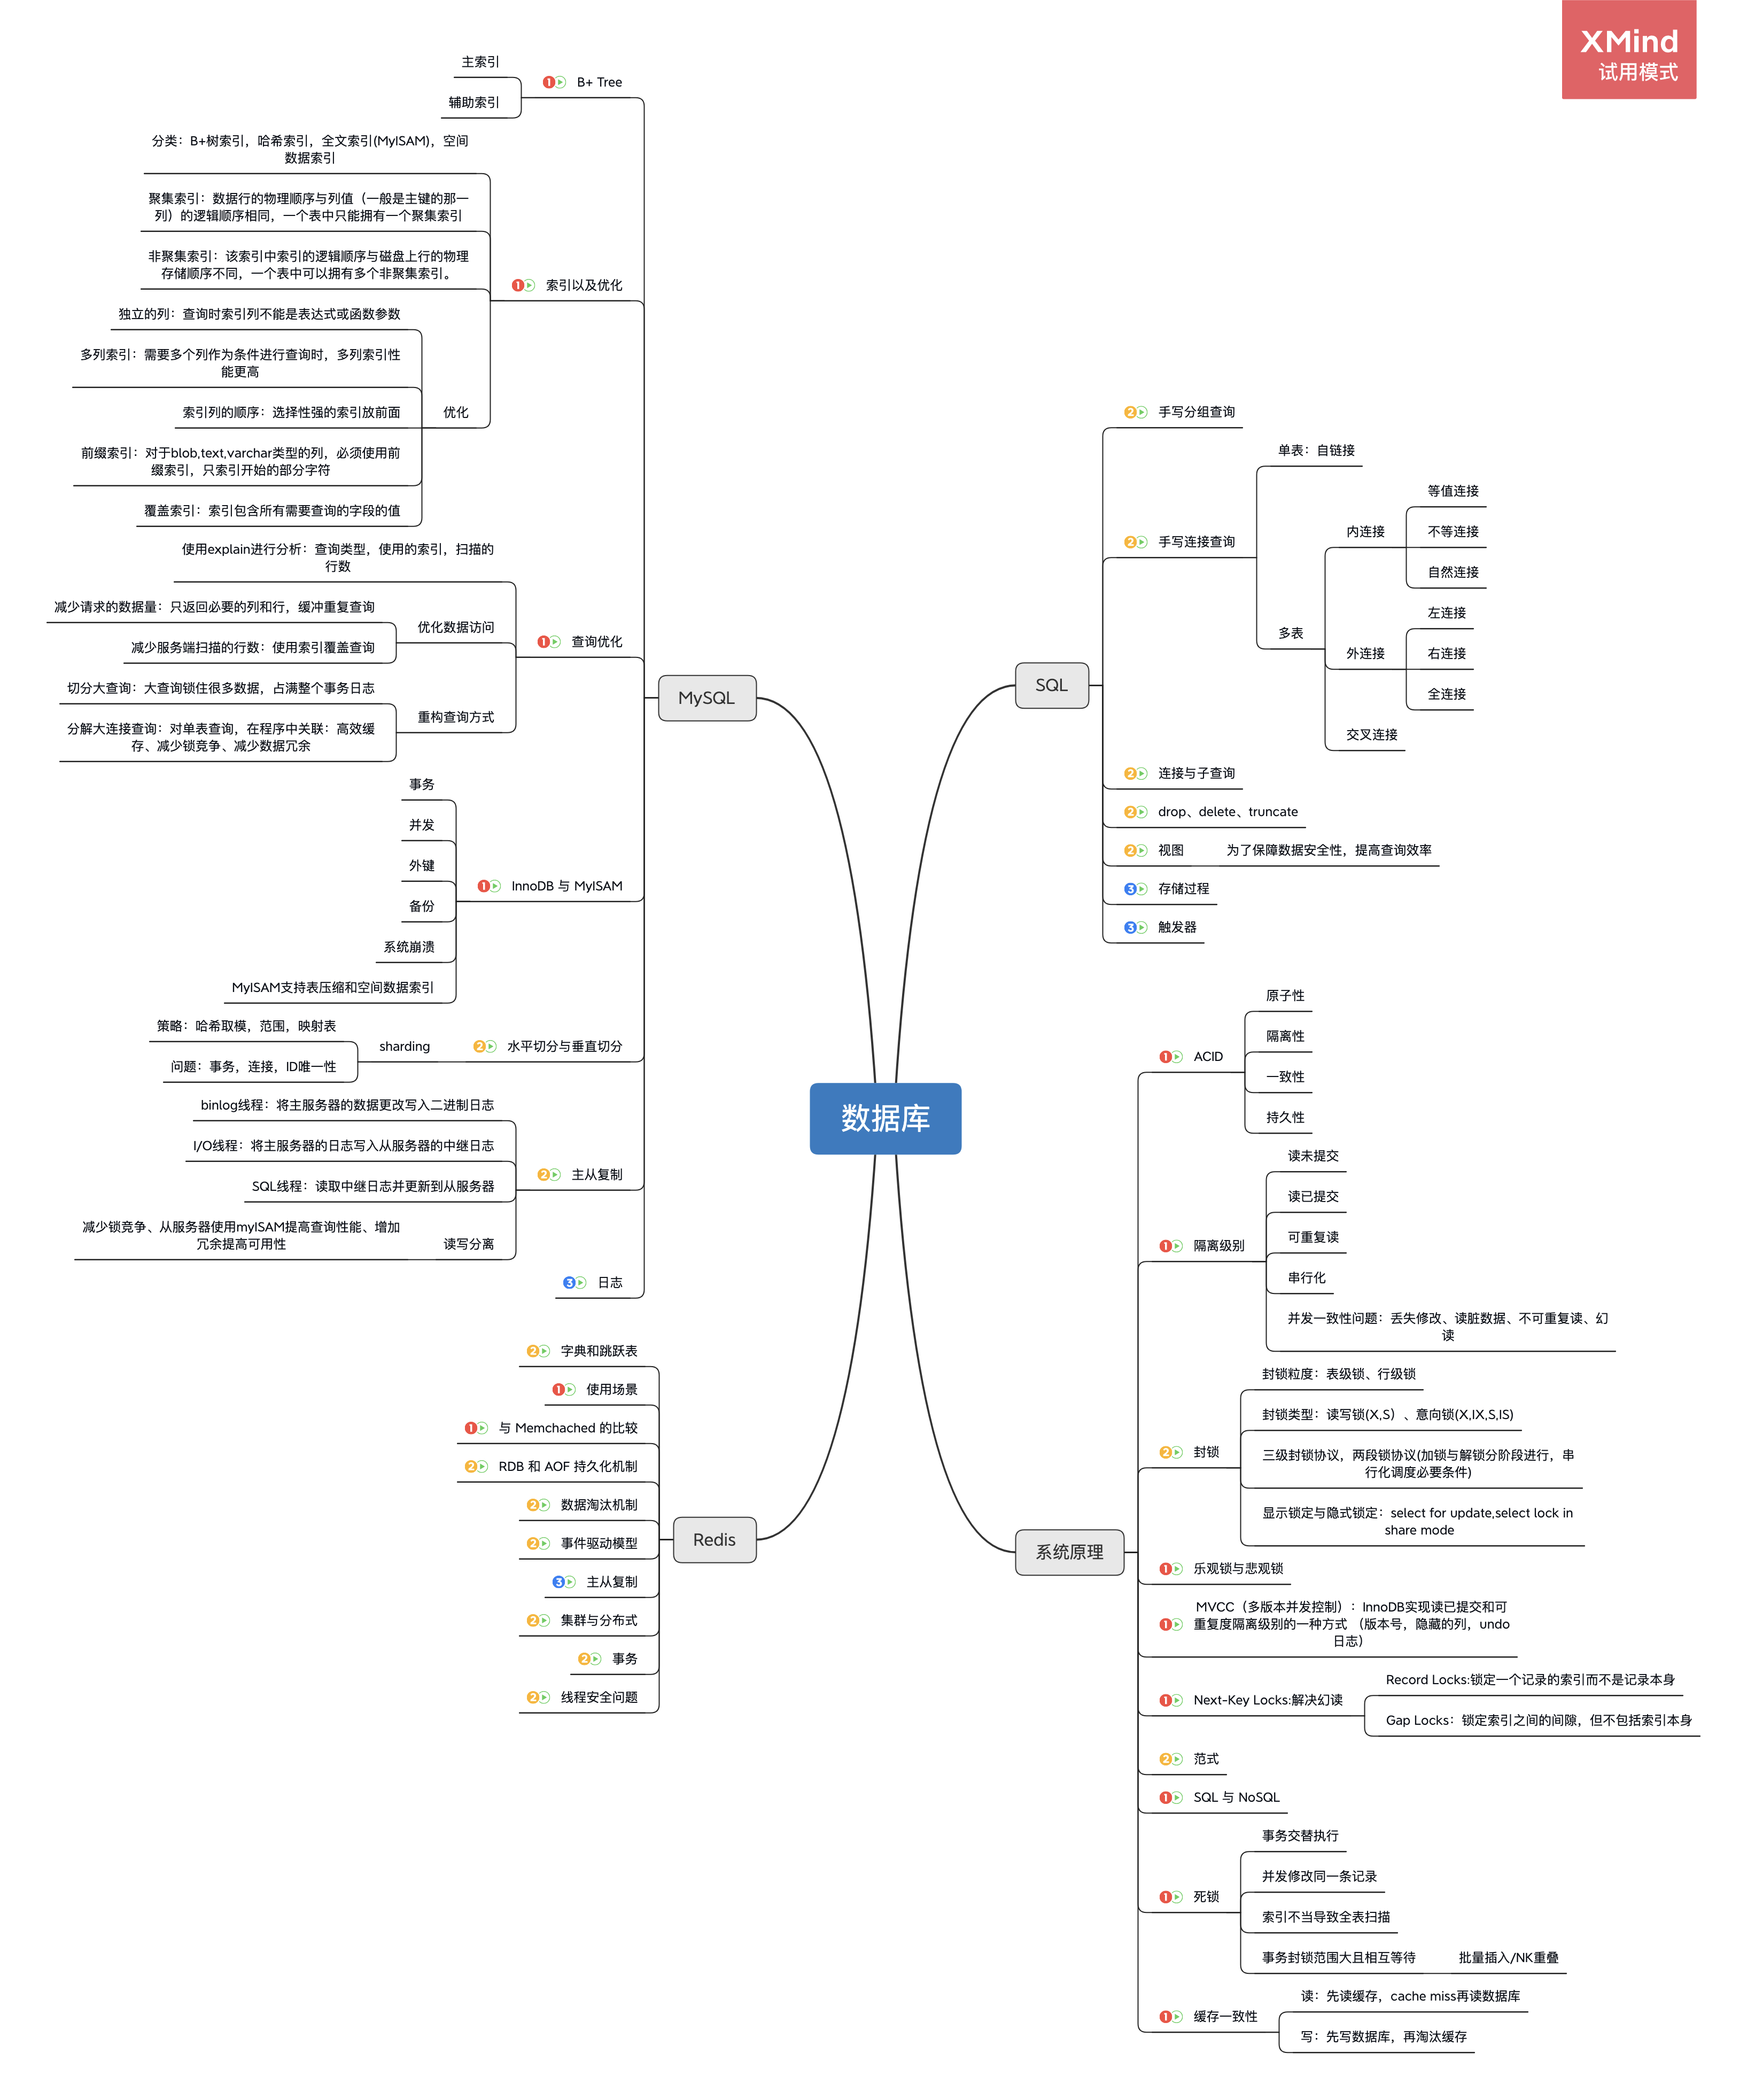 XMind
试用模式
数据库
MySQL
1
B+ Tree
主索引
辅助索引
1
索引以及优化
分类：B+树索引，哈希索引，全文索引(MyISAM)，空间
数据索引
聚集索引：数据行的物理顺序与列值（一般是主键的那一
列）的逻辑顺序相同，一个表中只能拥有一个聚集索引
非聚集索引：该索引中索引的逻辑顺序与磁盘上行的物理
存储顺序不同，一个表中可以拥有多个非聚集索引。
优化
独立的列：查询时索引列不能是表达式或函数参数
多列索引：需要多个列作为条件进行查询时，多列索引性
能更高
索引列的顺序：选择性强的索引放前面
前缀索引：对于blob,text,varchar类型的列，必须使用前
缀索引，只索引开始的部分字符
覆盖索引：索引包含所有需要查询的字段的值
1
查询优化
使用explain进行分析：查询类型，使用的索引，扫描的
行数
优化数据访问
减少请求的数据量：只返回必要的列和行，缓冲重复查询
减少服务端扫描的行数：使用索引覆盖查询
重构查询方式
切分大查询：大查询锁住很多数据，占满整个事务日志
分解大连接查询：对单表查询，在程序中关联：高效缓
存、减少锁竞争、减少数据冗余
1
InnoDB 与 MyISAM
事务
并发
外键
备份
系统崩溃
MyISAM支持表压缩和空间数据索引
2
水平切分与垂直切分
sharding
策略：哈希取模，范围，映射表
问题：事务，连接，ID唯一性
2
主从复制
binlog线程：将主服务器的数据更改写入二进制日志
I/O线程：将主服务器的日志写入从服务器的中继日志
SQL线程：读取中继日志并更新到从服务器
读写分离
减少锁竞争、从服务器使用myISAM提高查询性能、增加
冗余提高可用性
3
日志
Redis
2
字典和跳跃表
1
使用场景
1
与 Memchached 的比较
2
RDB 和 AOF 持久化机制
2
数据淘汰机制
2
事件驱动模型
3
主从复制
2
集群与分布式
2
事务
2
线程安全问题
SQL
2
手写分组查询
2
手写连接查询
单表：自链接
多表
内连接
等值连接
不等连接
自然连接
外连接
左连接
右连接
全连接
交叉连接
2
连接与子查询
2
drop、delete、truncate
2
视图
为了保障数据安全性，提高查询效率
3
存储过程
3
触发器
系统原理
1
ACID
原子性
隔离性
一致性
持久性
1
隔离级别
读未提交
读已提交
可重复读
串行化
并发一致性问题：丢失修改、读脏数据、不可重复读、幻
读
2
封锁
封锁粒度：表级锁、行级锁
封锁类型：读写锁(X,S）、意向锁(X,IX,S,IS)
三级封锁协议，两段锁协议(加锁与解锁分阶段进行，串
行化调度必要条件)
显示锁定与隐式锁定：select for update,select lock in
share mode
1
乐观锁与悲观锁
1
MVCC（多版本并发控制）：InnoDB实现读已提交和可
重复度隔离级别的一种方式 （版本号，隐藏的列，undo
日志）
1
Next-Key Locks:解决幻读
Record Locks:锁定一个记录的索引而不是记录本身
Gap Locks：锁定索引之间的间隙，但不包括索引本身
2
范式
1
SQL 与 NoSQL
1
死锁
事务交替执行
并发修改同一条记录
索引不当导致全表扫描
事务封锁范围大且相互等待
批量插入/NK重叠
1
缓存一致性
读：先读缓存，cache miss再读数据库
写：先写数据库，再淘汰缓存